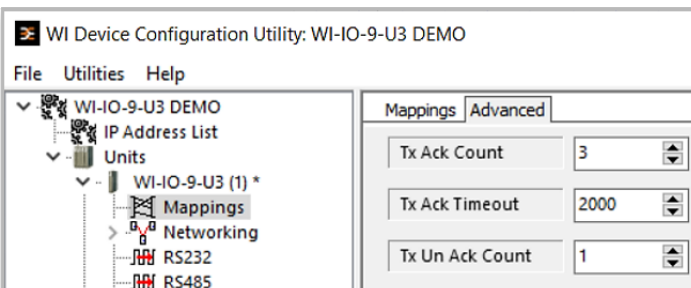 WI Device Configuration Utility: WI-IO-9-U3 DEMO
File Utilities Help
WI-IO-9-U3 DEMO
IP Address List
Units
WI-IO-9-U3 (1) *
Mappings
Networking
RS232
RS485
Mappings Advanced
Tx Ack Count 3
Tx Ack Timeout 2000
Tx Un Ack Count 1